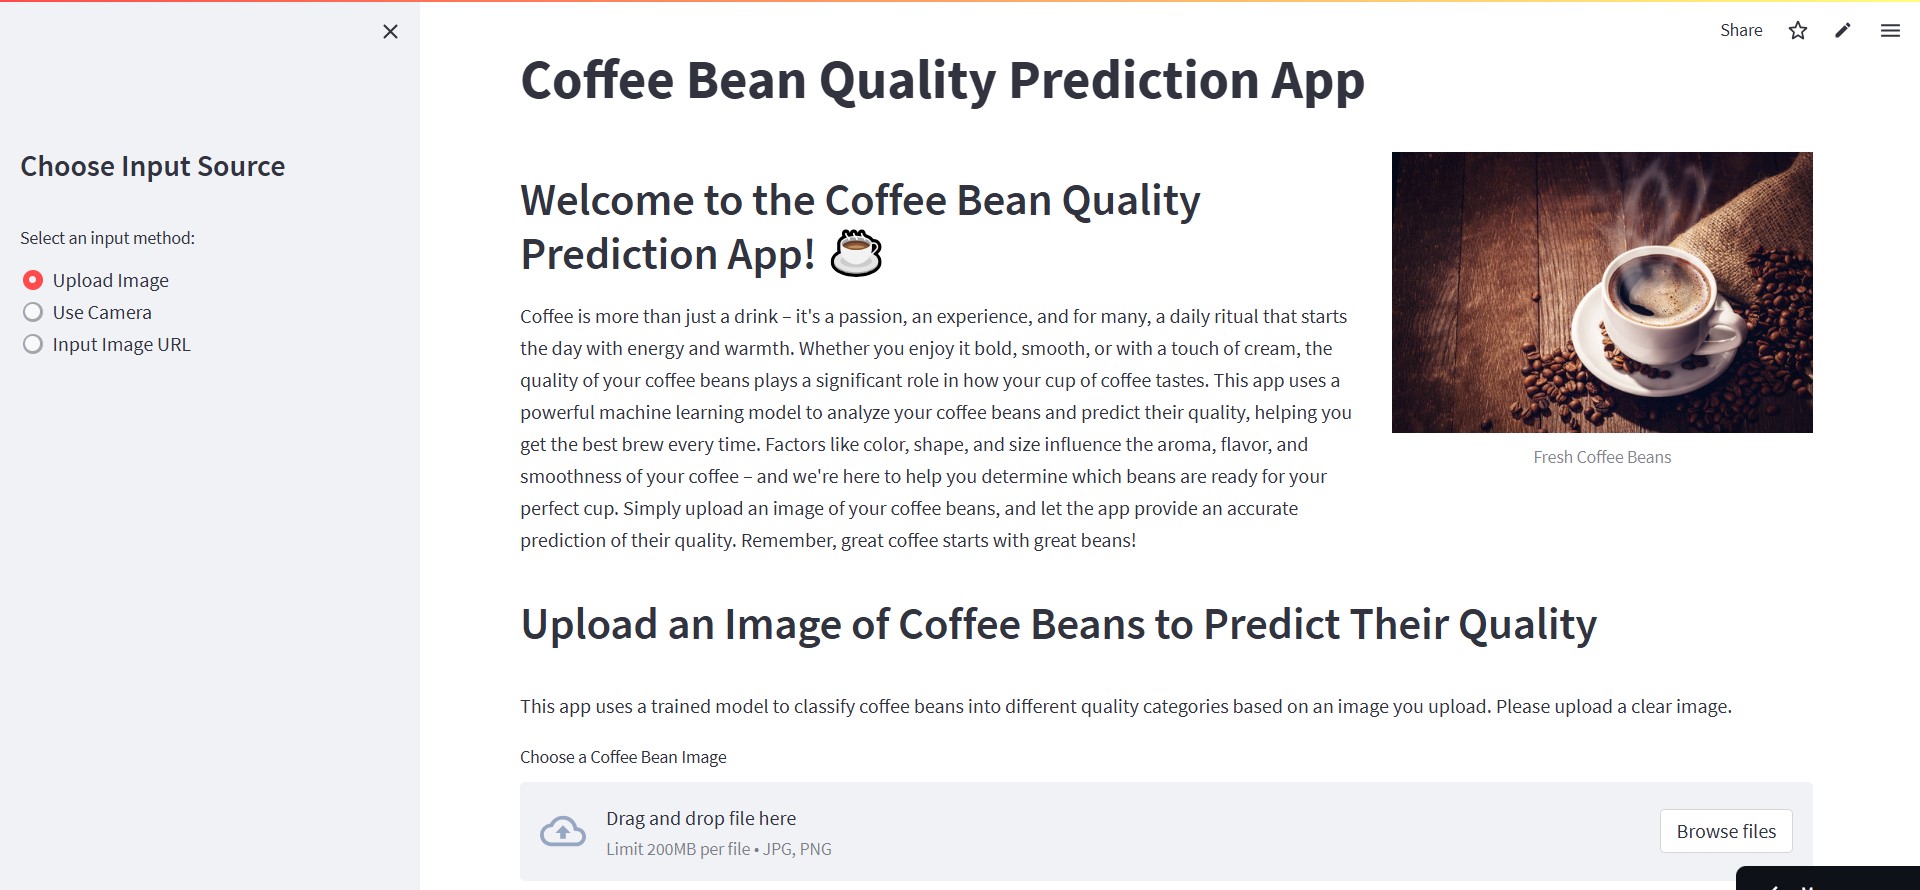 Share
Coffee Bean Quality Prediction App
Choose Input Source
Select an input method:
Upload Image
Use Camera
Input Image URL
Welcome to the Coffee Bean Quality
Prediction App!
Coffee is more than just a drink – it's a passion, an experience, and for many, a daily ritual that starts
the day with energy and warmth. Whether you enjoy it bold, smooth, or with a touch of cream, the
quality of your coffee beans plays a significant role in how your cup of coffee tastes. This app uses a
powerful machine learning model to analyze your coffee beans and predict their quality, helping you
get the best brew every time. Factors like color, shape, and size influence the aroma, flavor, and
smoothness of your coffee – and we're here to help you determine which beans are ready for your
perfect cup. Simply upload an image of your coffee beans, and let the app provide an accurate
prediction of their quality. Remember, great coffee starts with great beans!
Fresh Coffee Beans
Upload an Image of Coffee Beans to Predict Their Quality
This app uses a trained model to classify coffee beans into different quality categories based on an image you upload. Please upload a clear image.
Choose a Coffee Bean Image
Drag and drop file here
Limit 200MB per file • JPG, PNG
Browse files